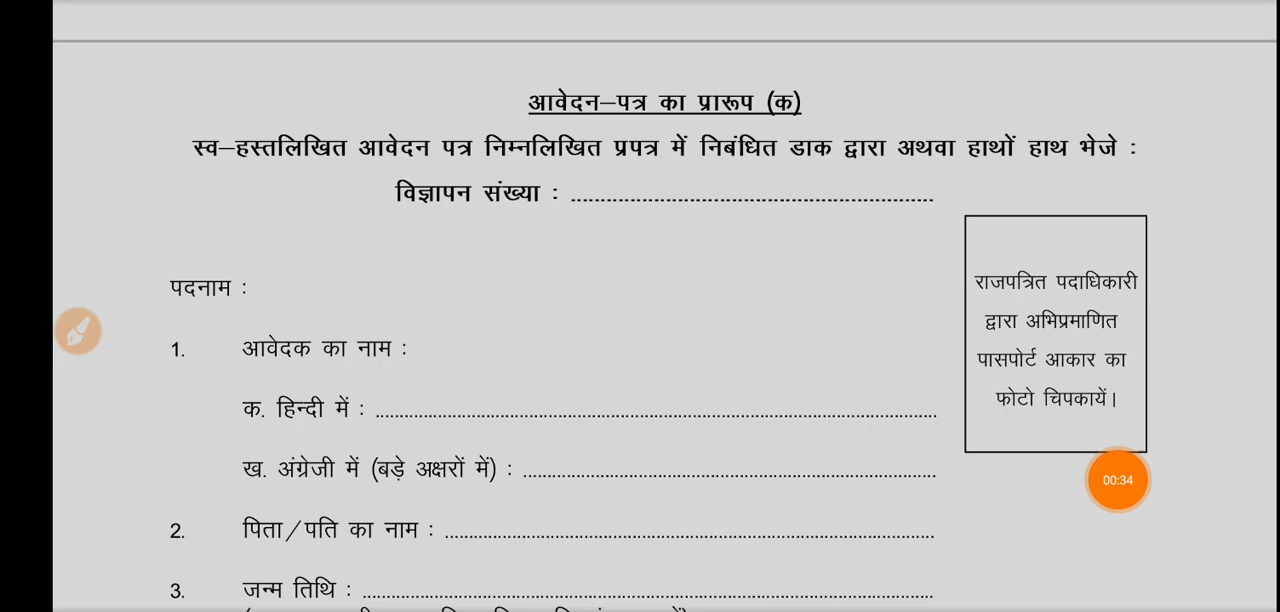 आवेदन–पत्र का प्रारूप (क)
स्व–हस्तलिखित आवेदन पत्र निम्नलिखित प्रपत्र में निबंधित डाक द्वारा अथवा हाथों हाथ भेजे :
विज्ञापन संख्या : ..............................................................
राजपत्रित पदाधिकारी
द्वारा अभिप्रमाणित
पासपोर्ट आकार का
फोटो चिपकायें।
पदनाम :
1. आवेदक का नाम :
क. हिन्दी में : ................................................................................................................
ख. अंग्रेजी में (बड़े अक्षरों में) : ...................................................................................
00:34
2. पिता/पति का नाम : ..................................................................................................
3. जन्म तिथि : ..................................................................................................................